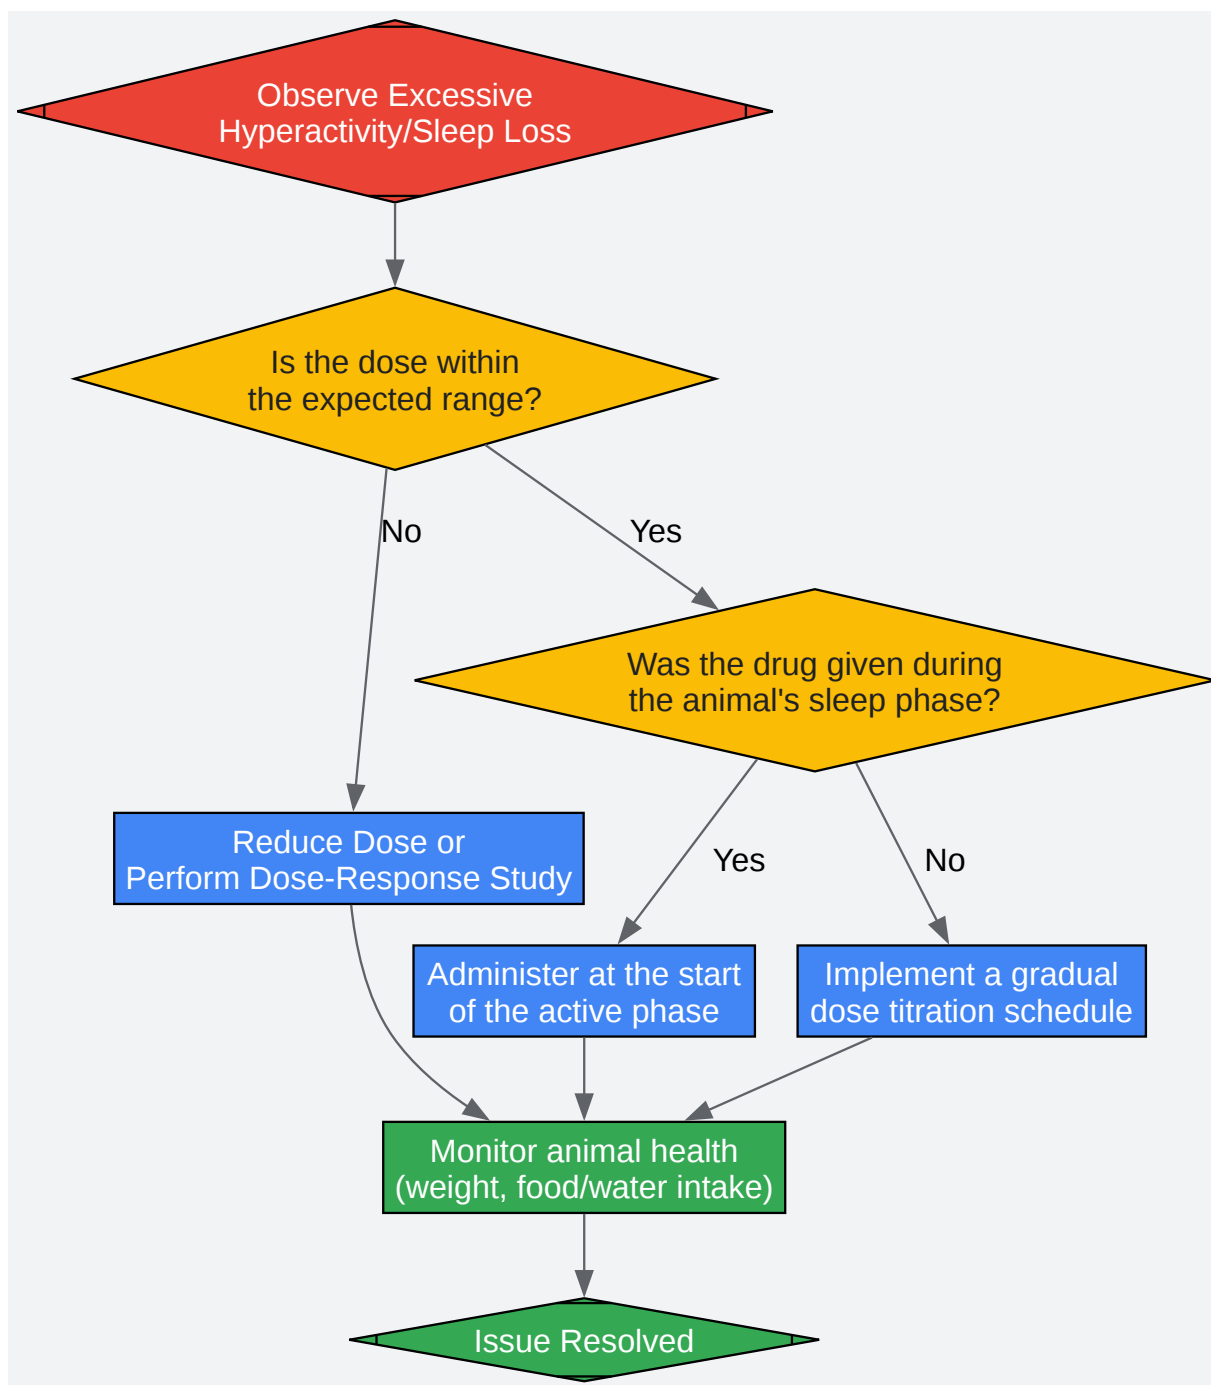 Observe Excessive
Hyperactivity/Sleep Loss
Is the dose within
the expected range?
No
Yes
Was the drug given during
the animal's sleep phase?
Reduce Dose or
Perform Dose-Response Study
Yes
No
Administer at the start
of the active phase
Implement a gradual
dose titration schedule
Monitor animal health
(weight, food/water intake)
Issue Resolved